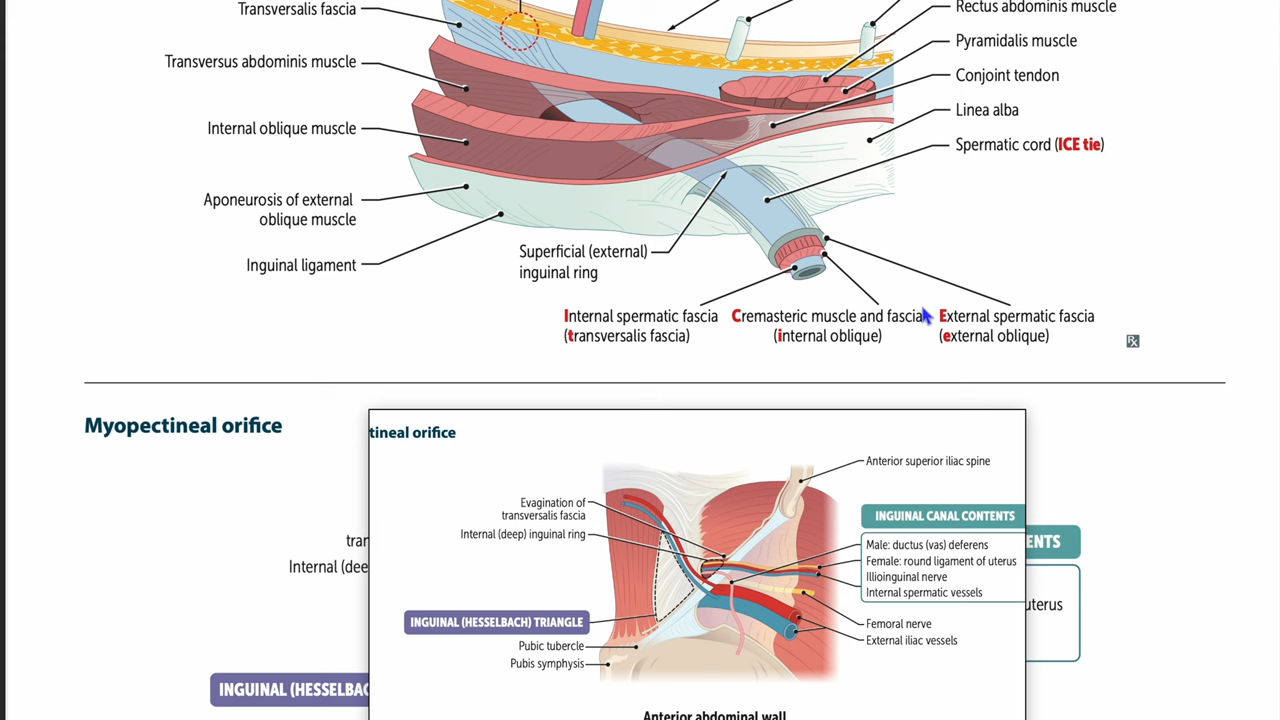 Transversalis fascia
Transversus abdominis muscle
Internal oblique muscle
Aponeurosis of external
oblique muscle
Inguinal ligament
Rectus abdominis muscle
Pyramidalis muscle
Conjoint tendon
Linea alba
Spermatic cord (ICE tie)
Superficial (external)
inguinal ring
Internal spermatic fascia
(transversalis fascia)
Cremasteric muscle and fascia
(internal oblique)
External spermatic fascia
(external oblique)
Rx
Myopectineal orifice
tran
Internal (dee
INGUINAL (HESSELBAC
ENTS
uterus
tineal orifice
Anterior superior iliac spine
Evagination of
transversalis fascia
Internal (deep) inguinal ring
INGUINAL CANAL CONTENTS
Male: ductus (vas) deferens
Female: round ligament of uterus
Illioinguinal nerve
Internal spermatic vessels
Femoral nerve
External iliac vessels
INGUINAL (HESSELBACH) TRIANGLE
Pubic tubercle
Pubis symphysis
Anterior abdominal wall